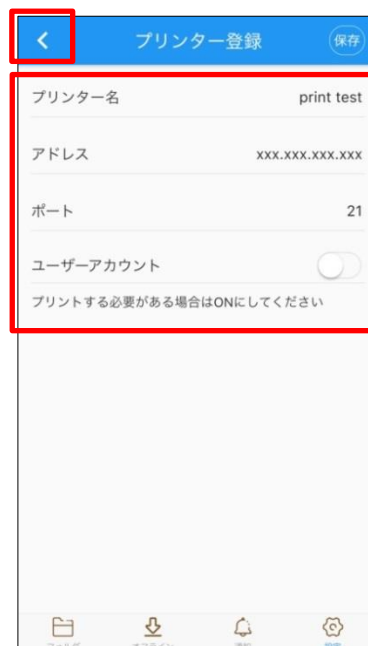 プリンター登録
保存
プリンター名 print test
アドレス xxx.xxx.xxx.xxx
ポート 21
ユーザーアカウント
プリントする必要がある場合はONにしてください